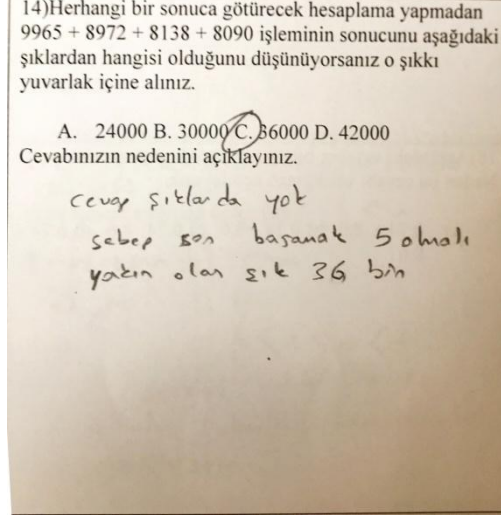 14)Herhangi bir sonuca götürecek hesaplama yapmadan
9965 + 8972 + 8138 + 8090 işleminin sonucunu aşağıdaki
şıklardan hangisi olduğunu düşünüyorsanız o şıkkı
yuvarlak içine alınız.
A. 24000 B. 30000 C. 36000 D. 42000
Cevabınızın nedenini açıklayınız.
cevap şıklarda yok
sebep son basamak 5 olmalı
yakın olan şık 36 bin